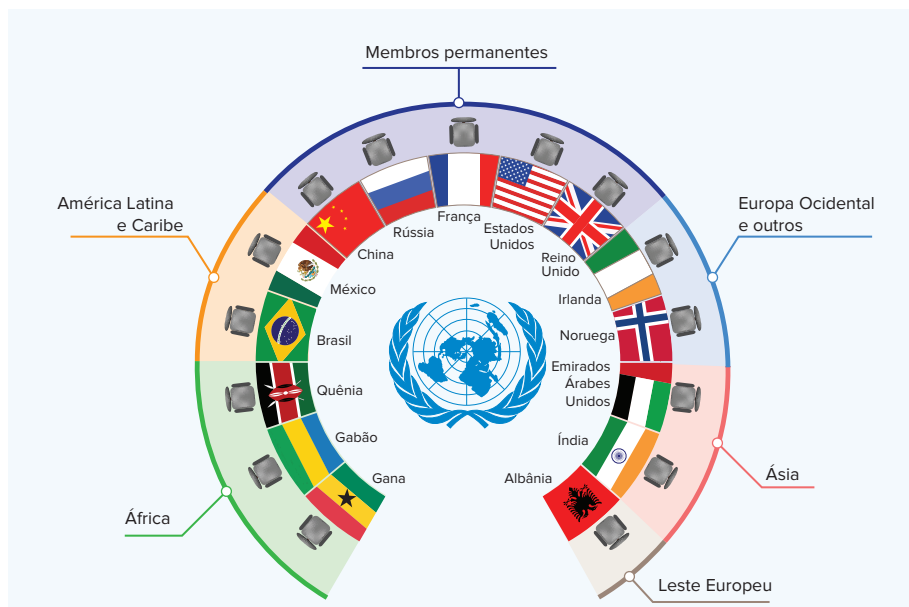 Membros permanentes
América Latina
e Caribe
Europa Ocidental
e outros
França
Rússia
Estados
Unidos
China
Reino
Unido
México
Irlanda
Brasil
Noruega
Emirados
Árabes
Unidos
Quênia
Gabão
Índia
Gana
Albânia
Ásia
África
Leste Europeu